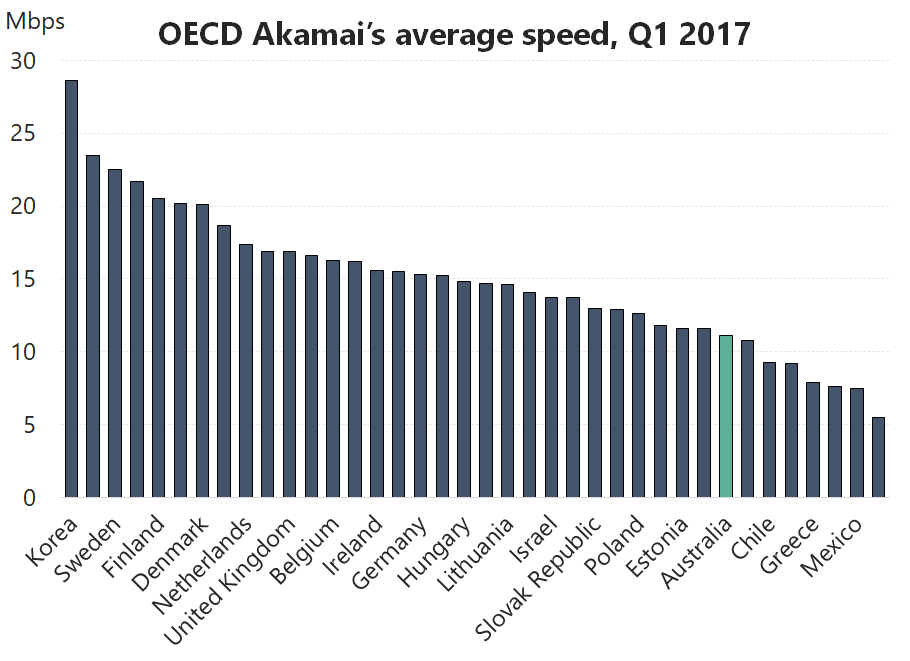 Mbps
OECD Akamai’s average speed, Q1 2017
30
25
20
15
10
5
0
Korea
Sweden
Finland
Denmark
Netherlands
United Kingdom
Belgium
Ireland
Germany
Hungary
Lithuania
Israel
Slovak Republic
Poland
Estonia
Australia
Chile
Greece
Mexico